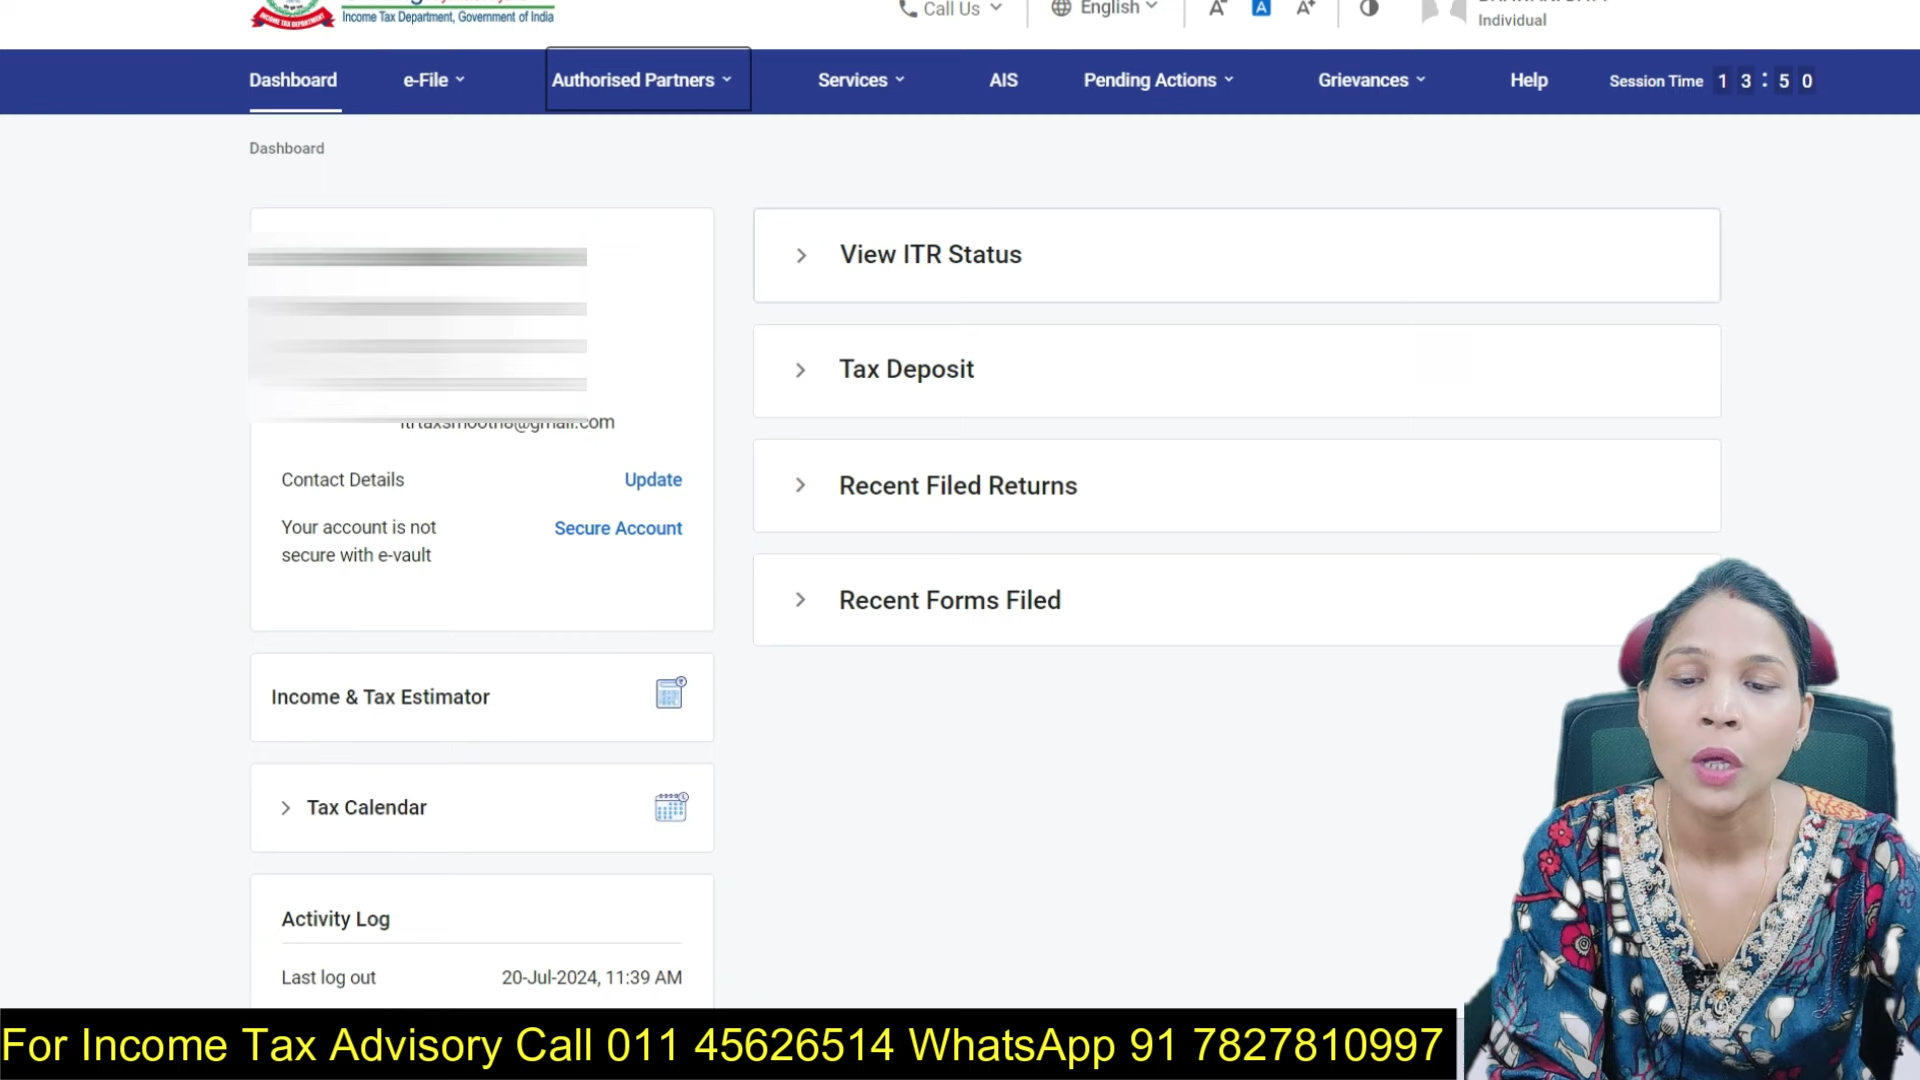 Income Tax Department, Government of India
Call Us
English
A-
A
A+
Individual
Dashboard
e-File
Authorised Partners
Services
AIS
Pending Actions
Grievances
Help
Session Time 1 3 : 5 0
Dashboard
itrtaxsmooth8@gmail.com
Contact Details
Update
Your account is not
secure with e-vault
Secure Account
View ITR Status
Tax Deposit
Recent Filed Returns
Recent Forms Filed
Income & Tax Estimator
Tax Calendar
Activity Log
Last log out
20-Jul-2024, 11:39 AM
For Income Tax Advisory Call 011 45626514 WhatsApp 91 7827810997